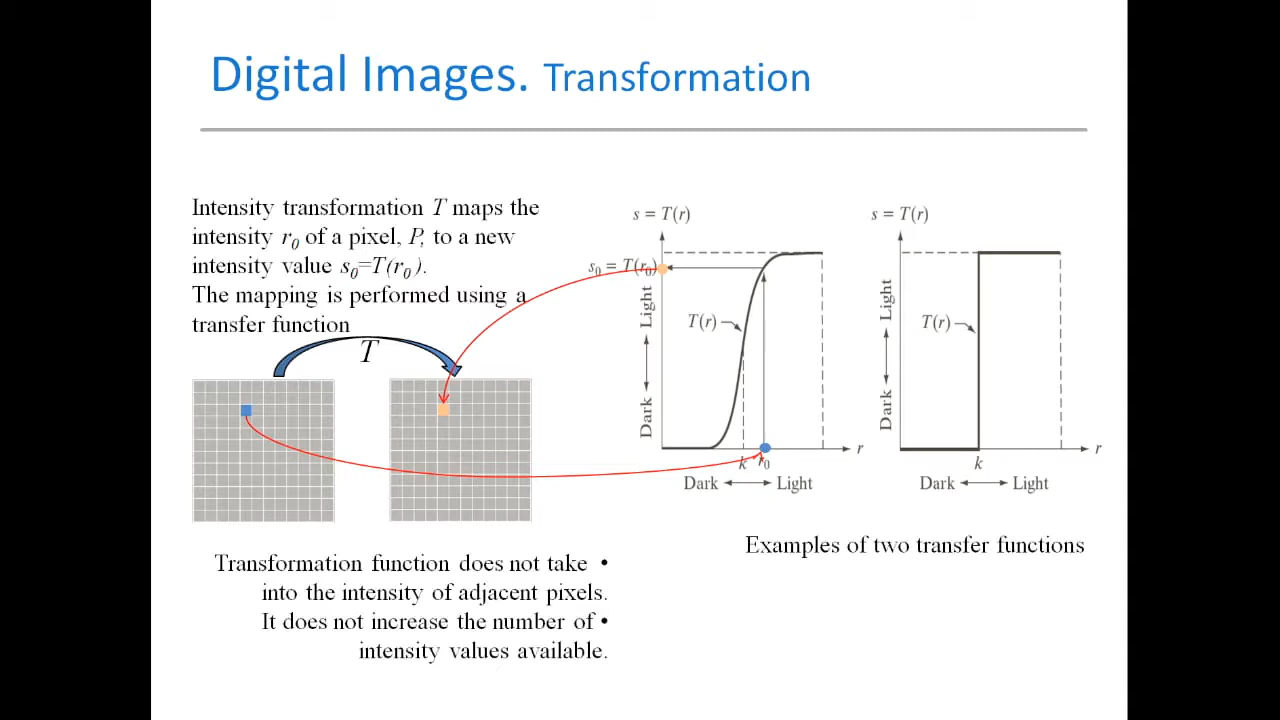 Digital Images. Transformation
Intensity transformation T maps the
intensity r0 of a pixel, P, to a new
intensity value s0=T(r0 ).
The mapping is performed using a
transfer function
T
s = T(r)
s0 = T(r0)
T(r)
Dark Light
k r0
r
Dark Light
s = T(r)
T(r)
Dark Light
k
r
Dark Light
Examples of two transfer functions
Transformation function does not take •
into the intensity of adjacent pixels.
It does not increase the number of •
intensity values available.